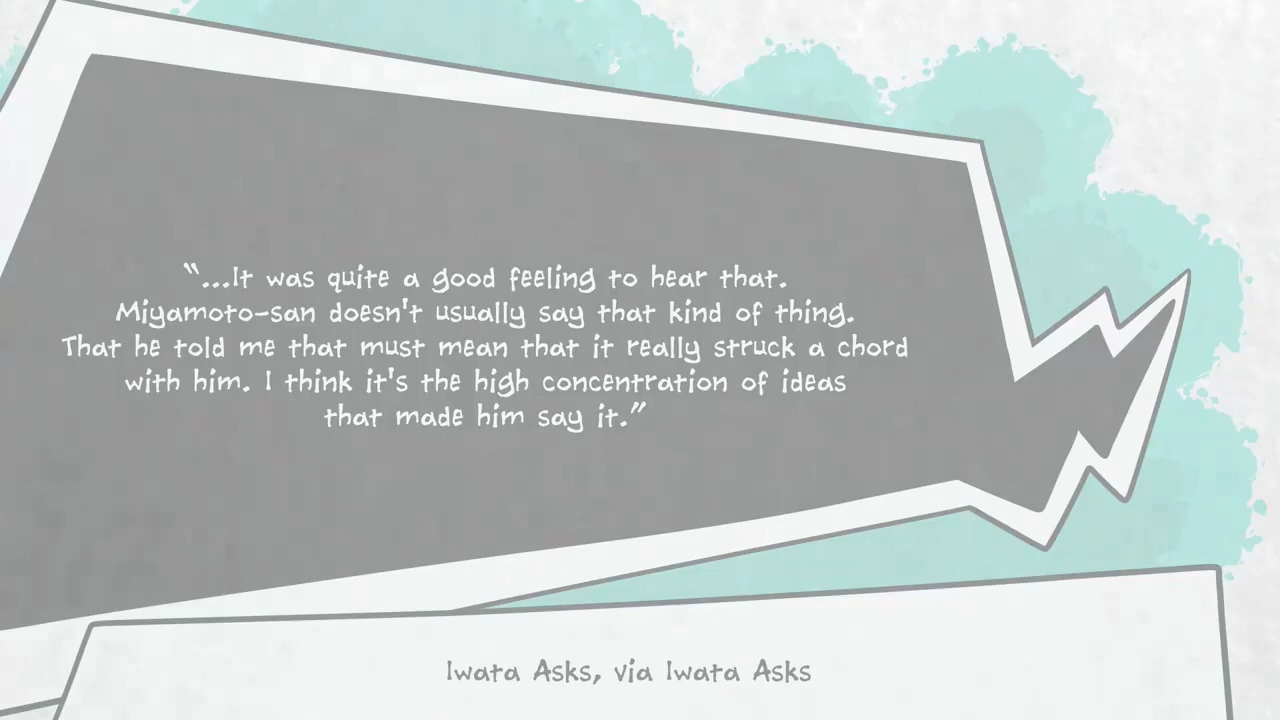 “...It was quite a good feeling to hear that.
Miyamoto-san doesn't usually say that kind of thing.
That he told me that must mean that it really struck a chord
with him. I think it's the high concentration of ideas
that made him say it.”
Iwata Asks, via Iwata Asks